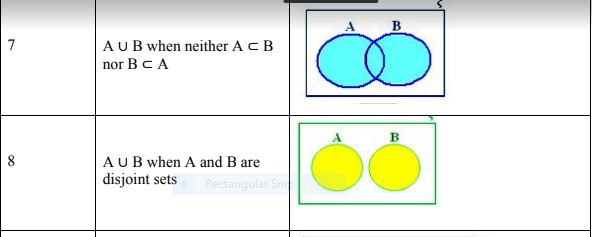 7
A ∪ B when neither A ⊂ B
nor B ⊂ A
A B
8
A ∪ B when A and B are
disjoint sets
A B
Rectangular Snip